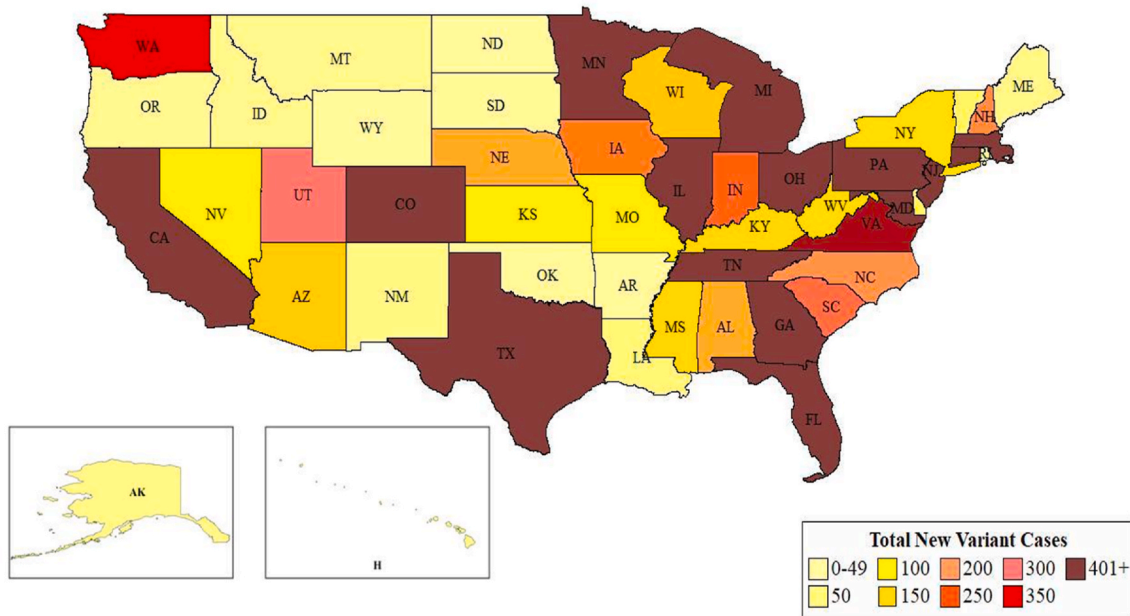 WA
MT
ND
MN
ME
OR
ID
SD
WI
MI
NH
WY
NY
NE
IA
PA
NJ
NV
UT
CO
IL
IN
OH
MD
CA
KS
MO
WV
VA
KY
TN
NC
AZ
NM
OK
AR
SC
MS
AL
GA
TX
LA
FL
AK
H
Total New Variant Cases
0-49 100 200 300 401+
50 150 250 350